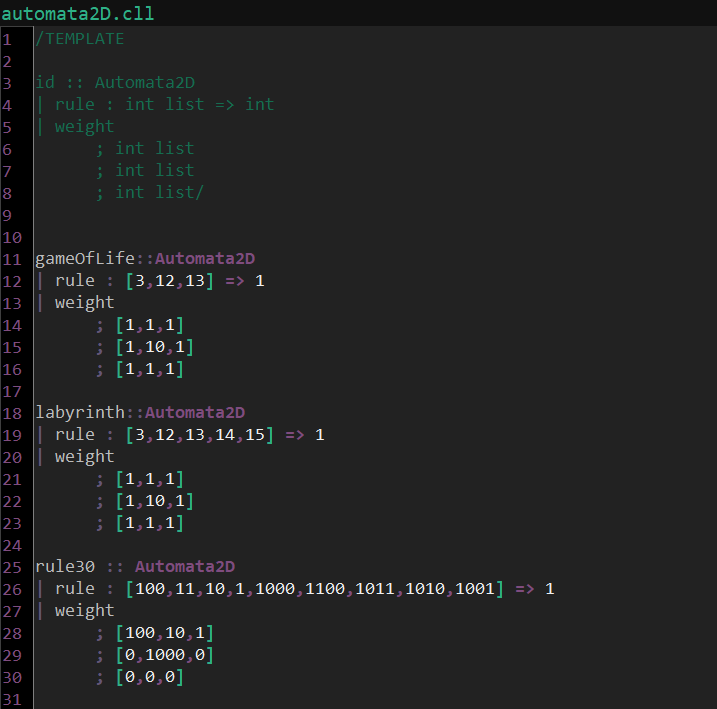 automata2D.cll
1 /TEMPLATE
2
3 id :: Automata2D
4 | rule : int list => int
5 | weight
6       ; int list
7       ; int list
8       ; int list/
9
10
11 gameOfLife::Automata2D
12 | rule : [3,12,13] => 1
13 | weight
14       ; [1,1,1]
15       ; [1,10,1]
16       ; [1,1,1]
17
18 labyrinth::Automata2D
19 | rule : [3,12,13,14,15] => 1
20 | weight
21       ; [1,1,1]
22       ; [1,10,1]
23       ; [1,1,1]
24
25 rule30 :: Automata2D
26 | rule : [100,11,10,1,1000,1100,1011,1010,1001] => 1
27 | weight
28       ; [100,10,1]
29       ; [0,1000,0]
30       ; [0,0,0]
31